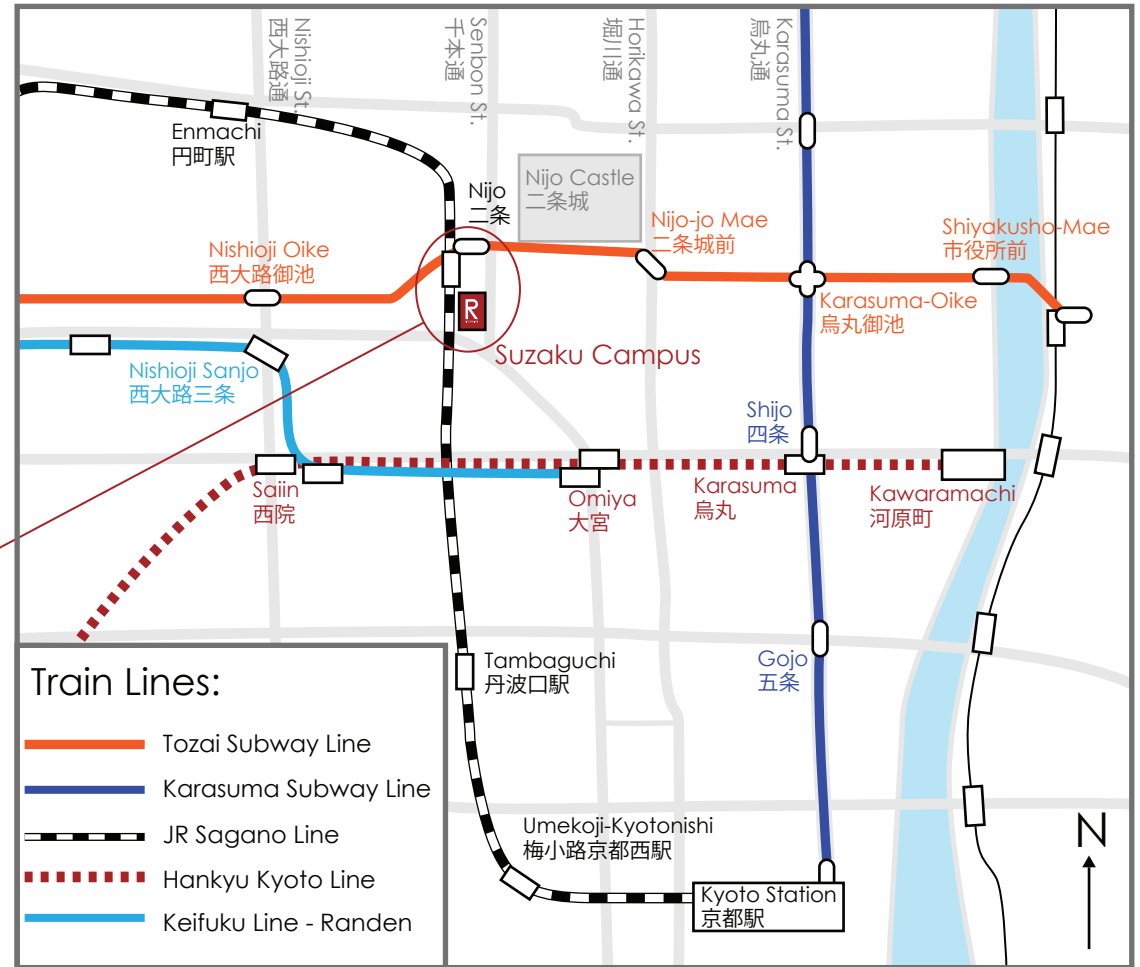 Nishioji St.
西大路通
Senbon St.
千本通
Horikawa St.
堀川通
Karasuma St.
烏丸通
Enmachi
円町駅
Nijo
二条
Nijo Castle
二条城
Nijo-jo Mae
二条城前
Shiyakusho-Mae
市役所前
Nishioji Oike
西大路御池
R
Karasuma-Oike
烏丸御池
Suzaku Campus
Nishioji Sanjo
西大路三条
Shijo
四条
Saiin
西院
Omiya
大宮
Karasuma
烏丸
Kawaramachi
河原町
Tambaguchi
丹波口駅
Gojo
五条
Umekoji-Kyotonishi
梅小路京都西駅
Kyoto Station
京都駅
N
Train Lines:
Tozai Subway Line
Karasuma Subway Line
JR Sagano Line
Hankyu Kyoto Line
Keifuku Line - Randen